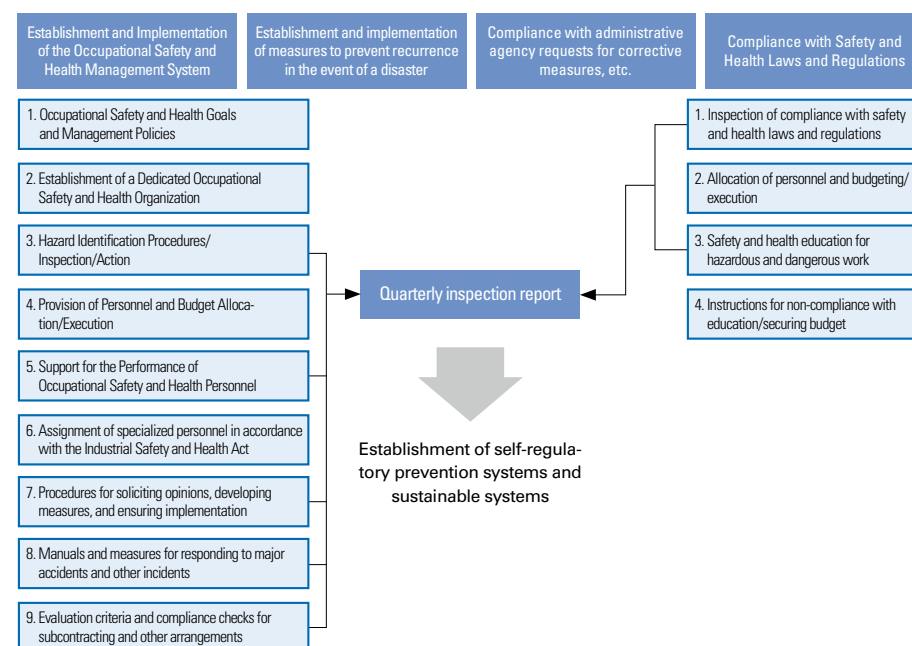 Establishment and Implementation
of the Occupational Safety and
Health Management System
Establishment and implementation
of measures to prevent recurrence
in the event of a disaster
Compliance with administrative
agency requests for corrective
measures, etc.
Compliance with Safety and
Health Laws and Regulations
1. Occupational Safety and Health Goals
and Management Policies
2. Establishment of a Dedicated Occupational
Safety and Health Organization
3. Hazard Identification Procedures/
Inspection/Action
4. Provision of Personnel and Budget Alloca-
tion/Execution
5. Support for the Performance of
Occupational Safety and Health Personnel
6. Assignment of specialized personnel in accordance
with the Industrial Safety and Health Act
7. Procedures for soliciting opinions, developing
measures, and ensuring implementation
8. Manuals and measures for responding to major
accidents and other incidents
9. Evaluation criteria and compliance checks for
subcontracting and other arrangements
Quarterly inspection report
Establishment of self-regula-
tory prevention systems and
sustainable systems
1. Inspection of compliance with safety
and health laws and regulations
2. Allocation of personnel and budgeting/
execution
3. Safety and health education for
hazardous and dangerous work
4. Instructions for non-compliance with
education/securing budget